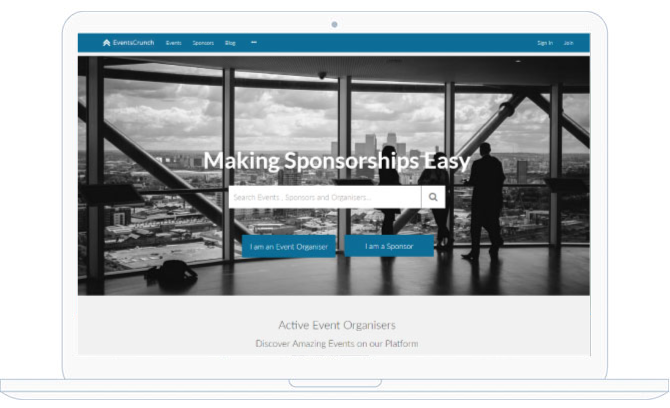 EventsCrunch Events Sponsors Blog Sign In Join
Making Sponsorships Easy
Search Events, Sponsors and Organisers...
I am an Event Organiser I am a Sponsor
Active Event Organisers
Discover Amazing Events on our Platform